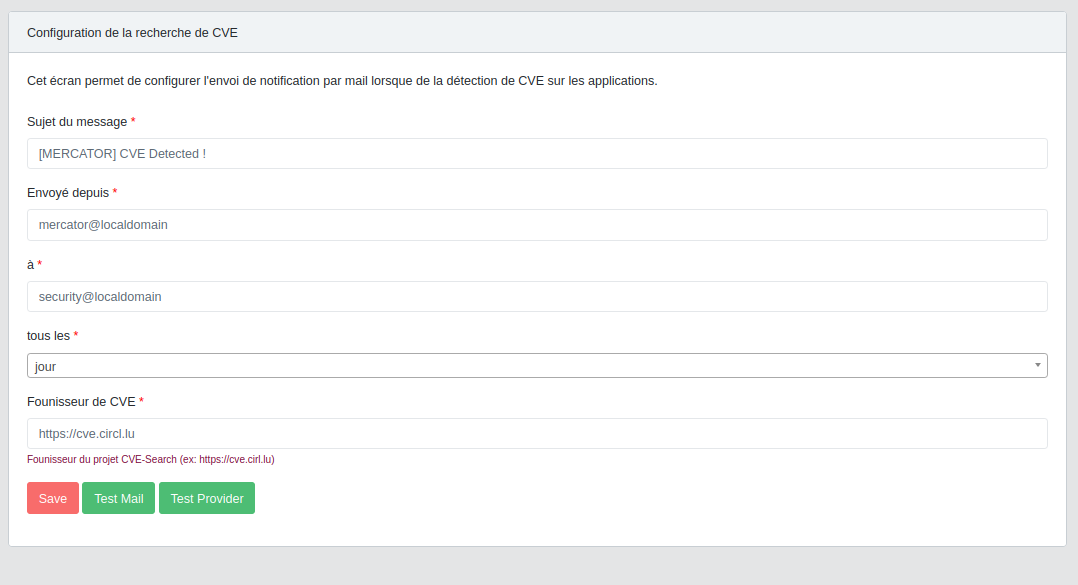 Configuration de la recherche de CVE
Cet écran permet de configurer l'envoi de notification par mail lorsque de la détection de CVE sur les applications.
Sujet du message *
[MERCATOR] CVE Detected !
Envoyé depuis *
mercator@localdomain
à *
security@localdomain
tous les *
jour
Founisseur de CVE *
https://cve.circl.lu
Founisseur du projet CVE-Search (ex: https://cve.cirl.lu)
Save Test Mail Test Provider